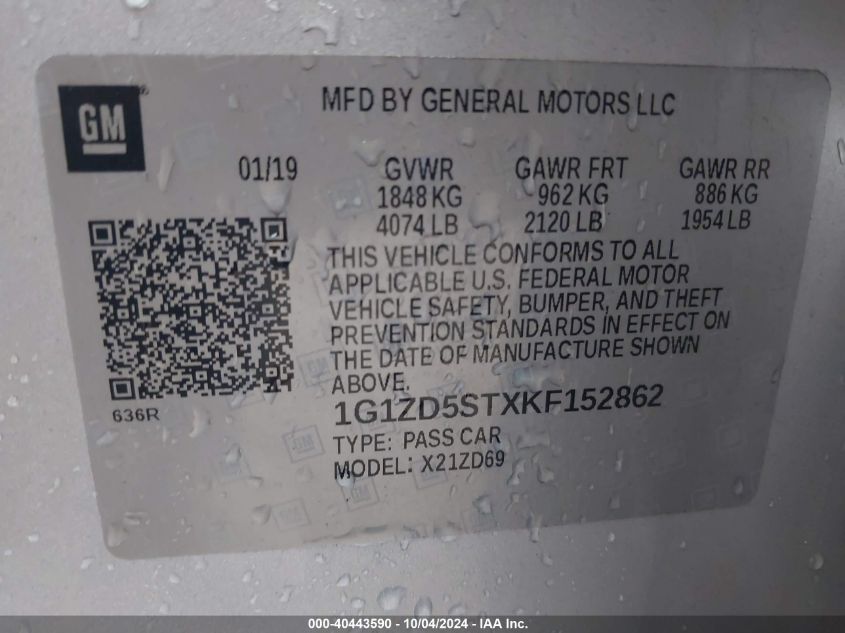 GM
MFD BY GENERAL MOTORS LLC
01/19 GVWR GAWR FRT GAWR RR
1848 KG 962 KG 886 KG
4074 LB 2120 LB 1954 LB
THIS VEHICLE CONFORMS TO ALL
APPLICABLE U.S. FEDERAL MOTOR
VEHICLE SAFETY, BUMPER, AND THEFT
PREVENTION STANDARDS IN EFFECT ON
THE DATE OF MANUFACTURE SHOWN
ABOVE.
636R
1G1ZD5STXKF152862
TYPE: PASS CAR
MODEL: X21ZD69
000-40443590 - 10/04/2024 - IAA Inc.